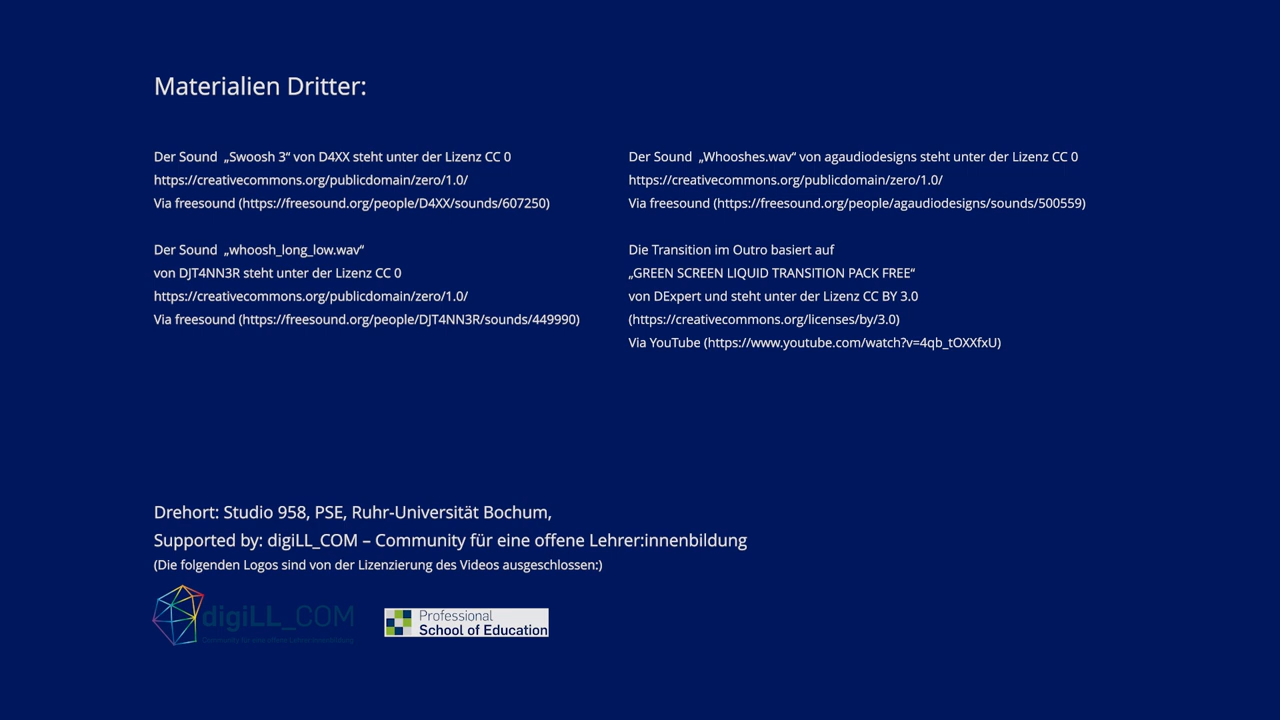 Materialien Dritter:
Der Sound „Swoosh 3“ von D4XX steht unter der Lizenz CC 0
https://creativecommons.org/publicdomain/zero/1.0/
Via freesound (https://freesound.org/people/D4XX/sounds/607250)
Der Sound „whoosh_long_low.wav“
von DJT4NN3R steht unter der Lizenz CC 0
https://creativecommons.org/publicdomain/zero/1.0/
Via freesound (https://freesound.org/people/DJT4NN3R/sounds/449990)
Der Sound „Whooshes.wav“ von agaudiodesigns steht unter der Lizenz CC 0
https://creativecommons.org/publicdomain/zero/1.0/
Via freesound (https://freesound.org/people/agaudiodesigns/sounds/500559)
Die Transition im Outro basiert auf
„GREEN SCREEN LIQUID TRANSITION PACK FREE“
von DExpert und steht unter der Lizenz CC BY 3.0
(https://creativecommons.org/licenses/by/3.0)
Via YouTube (https://www.youtube.com/watch?v=4qb_tOXXfxU)
Drehort: Studio 958, PSE, Ruhr-Universität Bochum,
Supported by: digiLL_COM – Community für eine offene Lehrer:innenbildung
(Die folgenden Logos sind von der Lizenzierung des Videos ausgeschlossen:)
digiLL_COM
Professional
School of Education